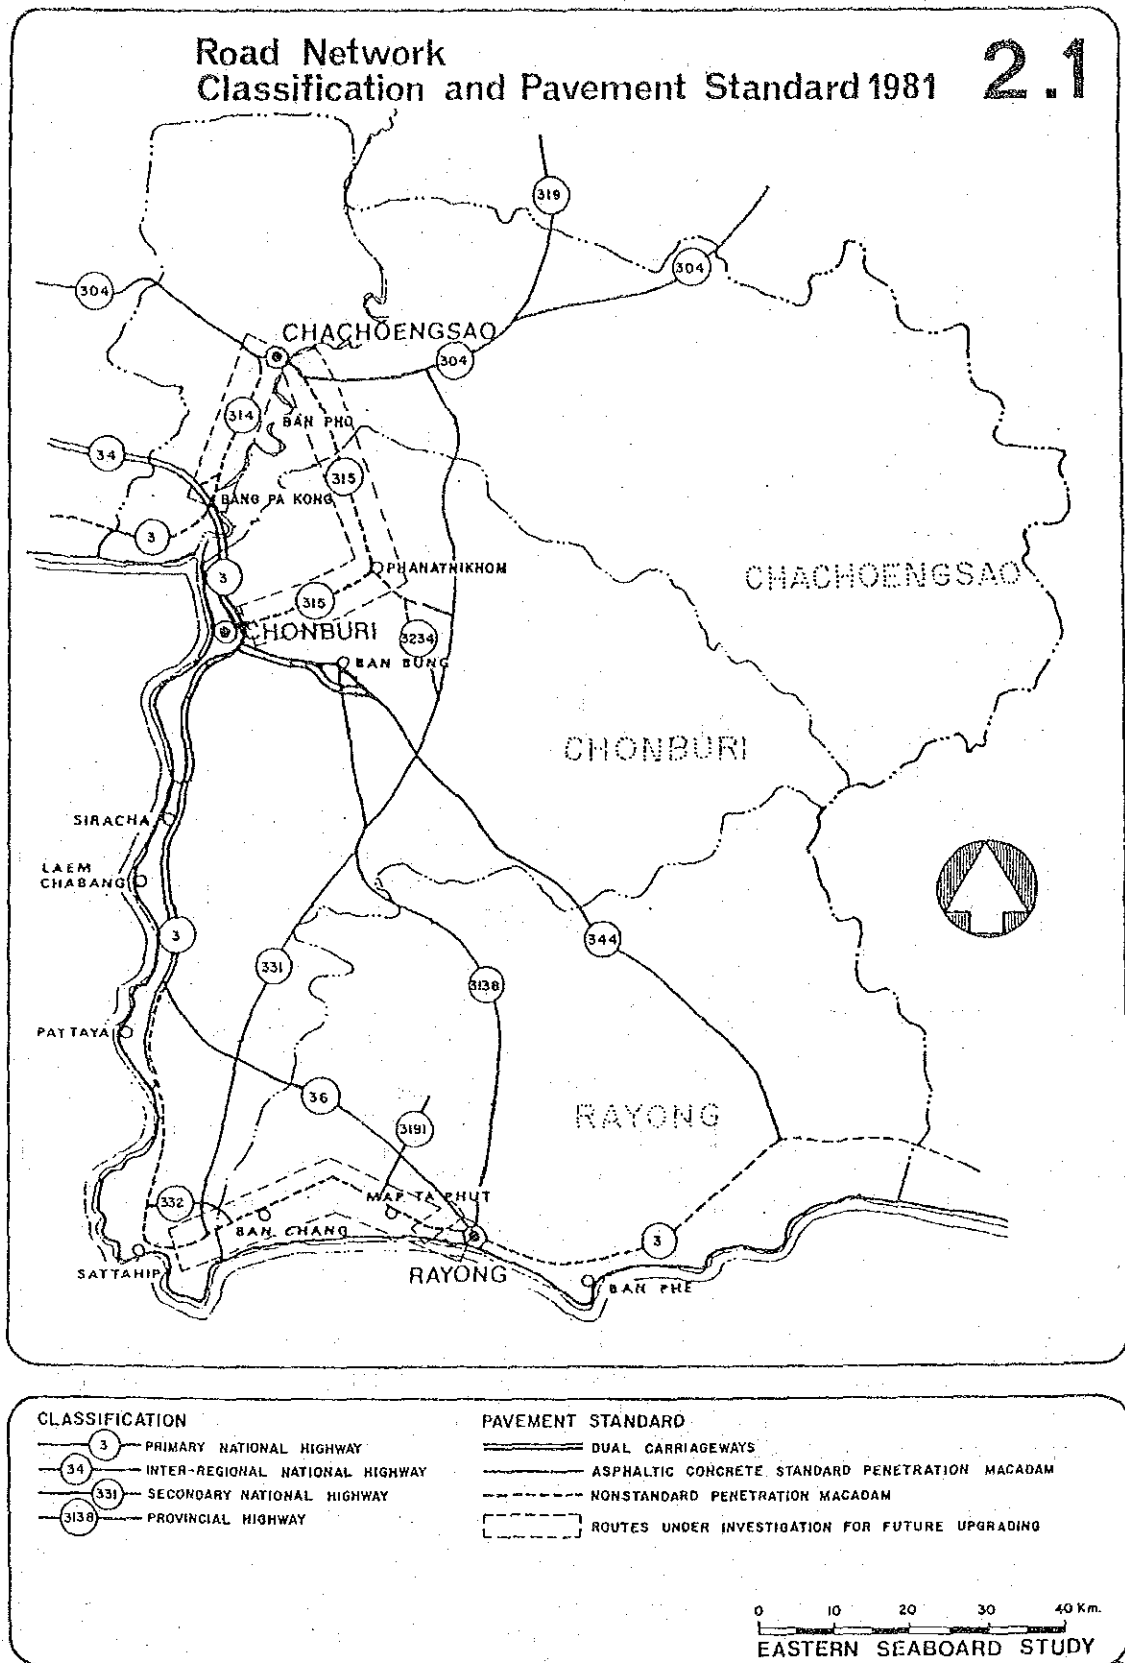 Road Network
Classification and Pavement Standard 1981
2.1
319
304
304
CHACHOENGSAO
304
314
BAN PHO
34
315
BANG PA KONG
3
PHANATNIKHOM
CHACHOENGSAO
3
315
CHONBURI
3234
BAN BUNG
CHONBURI
SIRACHA
LAEM
CHABANG
3
344
331
3138
PATTAYA
36
RAYONG
3191
332
MAP TA PHUT
BAN CHANG
3
SATTAHIP
RAYONG
BAN PHE
CLASSIFICATION
3 PRIMARY NATIONAL HIGHWAY
34 INTER-REGIONAL NATIONAL HIGHWAY
331 SECONDARY NATIONAL HIGHWAY
3138 PROVINCIAL HIGHWAY
PAVEMENT STANDARD
DUAL CARRIAGEWAYS
ASPHALTIC CONCRETE STANDARD PENETRATION MACADAM
NONSTANDARD PENETRATION MACADAM
ROUTES UNDER INVESTIGATION FOR FUTURE UPGRADING
0 10 20 30 40 Km.
EASTERN SEABOARD STUDY